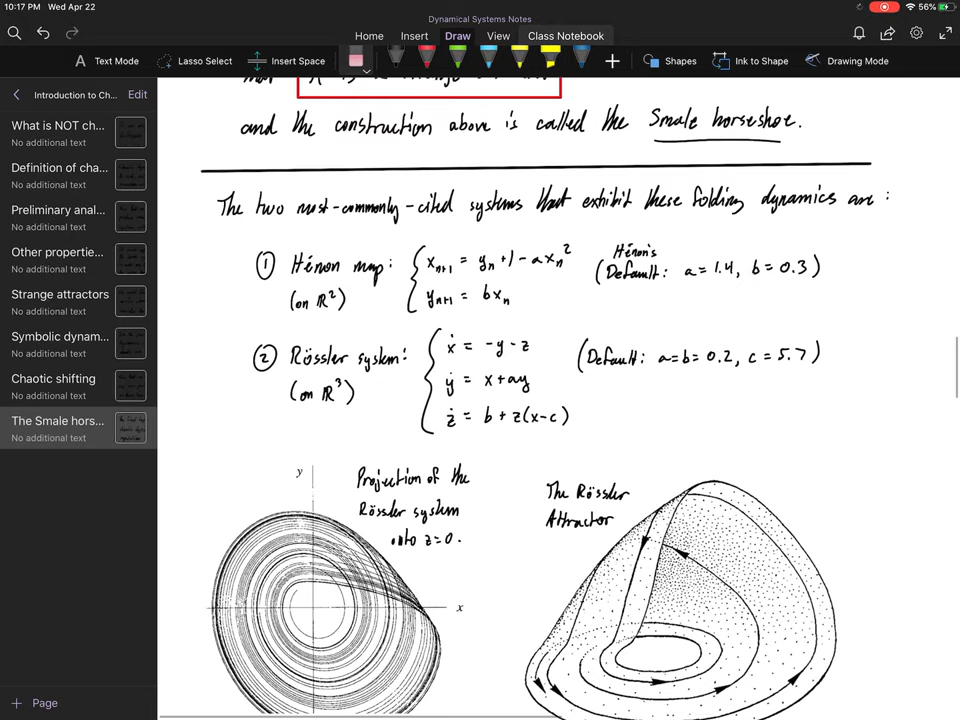 10:17 PM Wed Apr 22
56%
Dynamical Systems Notes
Home Insert Draw View Class Notebook
Text Mode Lasso Select Insert Space Shapes Ink to Shape Drawing Mode
Introduction to Ch... Edit
What is NOT ch...
No additional text
Definition of cha...
No additional text
Preliminary anal...
No additional text
Other propertie...
No additional text
Strange attractors
No additional text
Symbolic dynam...
No additional text
Chaotic shifting
No additional text
The Smale hors...
No additional text
+ Page
and the construction above is called the Smale horseshoe.
The two most-commonly-cited systems that exhibit these folding dynamics are:
① Hénon map: { xₙ₊₁ = yₙ + 1 - axₙ²
(on ℝ²) yₙ₊₁ = bxₙ
Hénon's
(Default: a=1.4, b=0.3)
② Rössler system: { ẋ = -y - z
(on ℝ³) ẏ = x + ay
ż = b + z(x-c)
(Default: a=b=0.2, c=5.7)
y
Projection of the
Rössler system
onto z=0.
x
The Rössler
Attractor